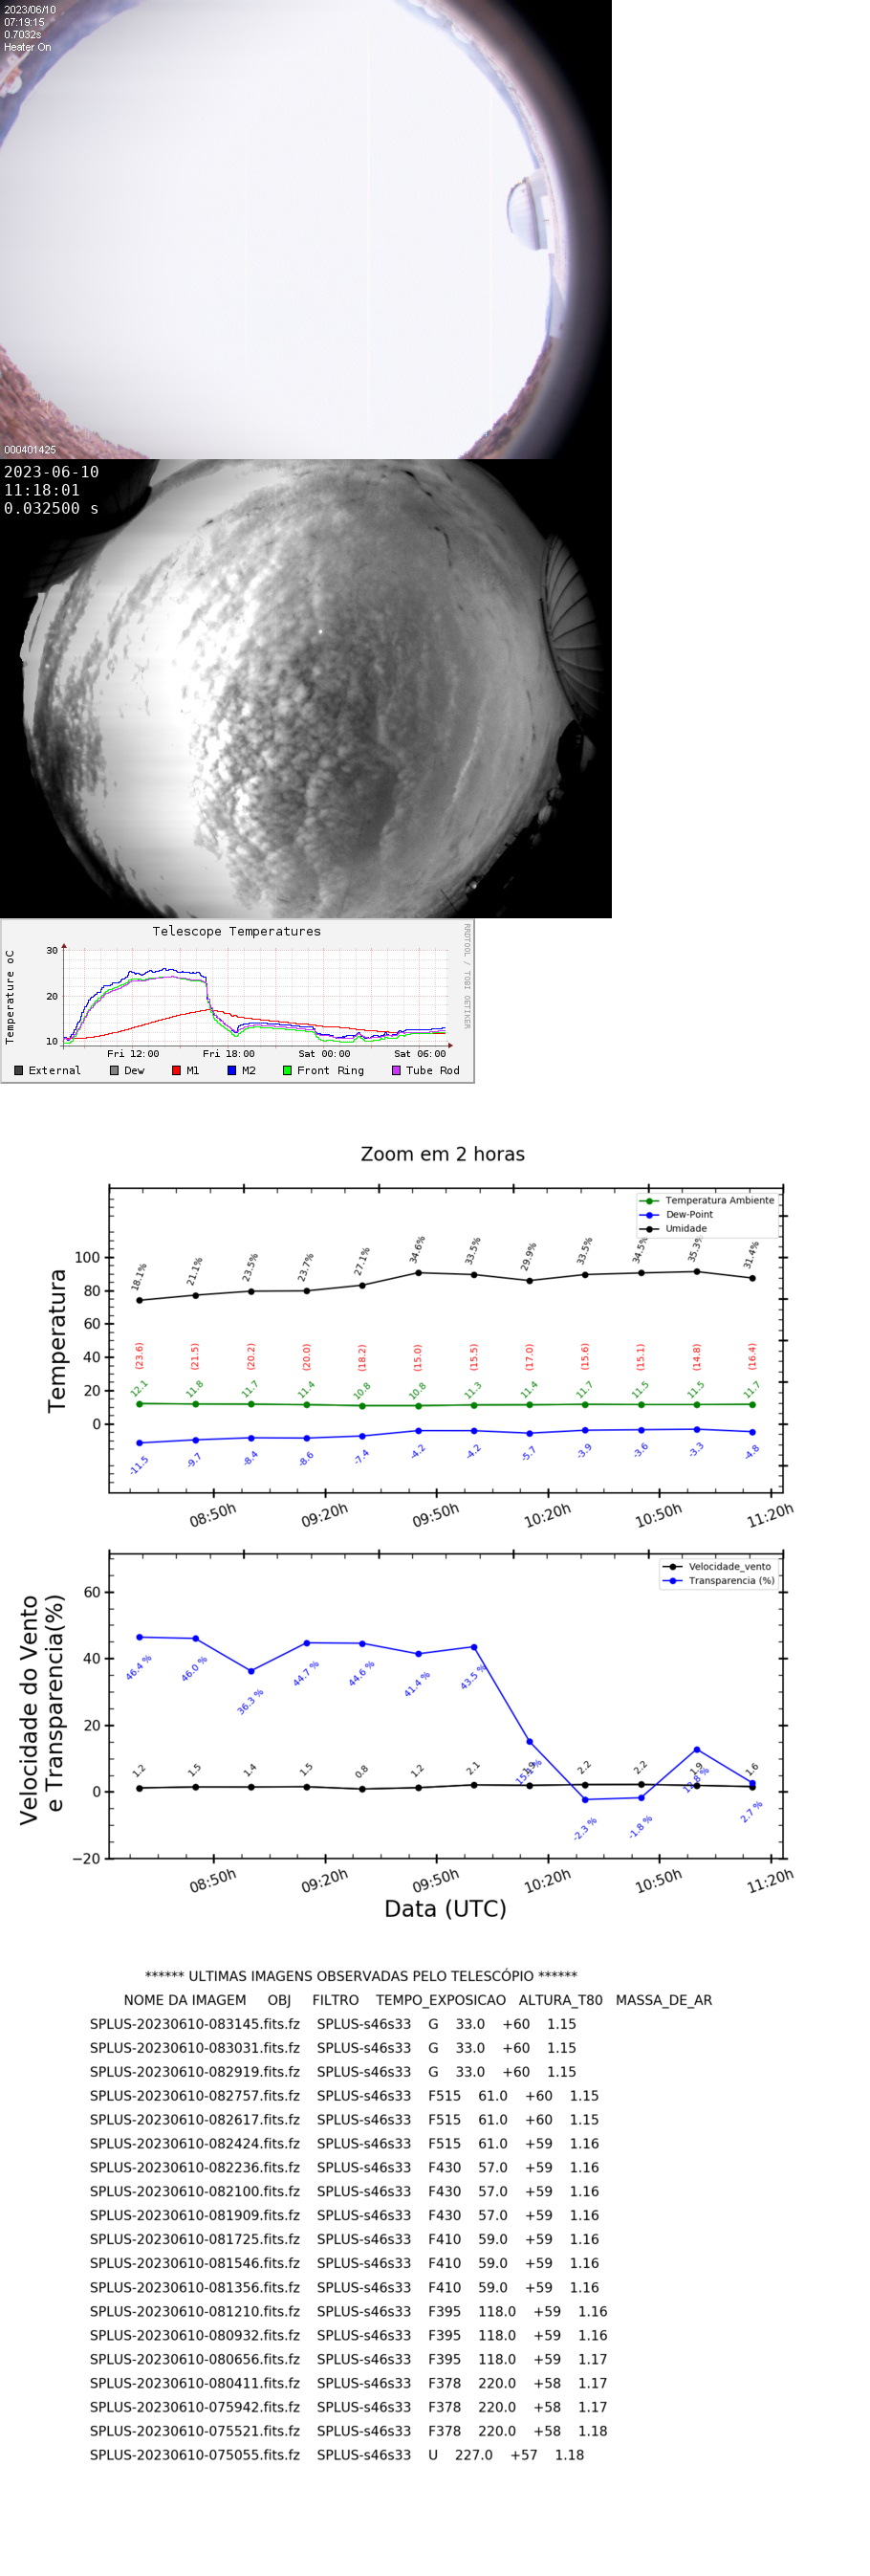 2023/06/10
07:19:15
0.7032s
Heater On
000401425
2023-06-10
11:18:01
0.032500 s
Telescope Temperatures
RRDTOOL / TOBI OETIKER
Temperature oC
30
20
10
Fri 12:00 Fri 18:00 Sat 00:00 Sat 06:00
External Dew M1 M2 Front Ring Tube Rod
Zoom em 2 horas
Temperatura
Temperatura Ambiente
Dew-Point
Umidade
100
80
60
40
20
0
18.1% 21.1% 23.5% 23.7% 27.1% 34.6% 33.5% 29.9% 33.5% 34.5% 35.3% 31.4%
(23.6) (21.5) (20.2) (20.0) (18.2) (15.0) (15.5) (17.0) (15.6) (15.1) (14.8) (16.4)
12.1 11.8 11.7 11.4 10.8 10.8 11.3 11.4 11.7 11.5 11.5 11.7
-11.5 -9.7 -8.4 -8.6 -7.4 -4.2 -4.2 -5.7 -3.9 -3.6 -3.3 -4.8
08:50h 09:20h 09:50h 10:20h 10:50h 11:20h
Velocidade do Vento
e Transparencia(%)
Velocidade_vento
Transparencia (%)
60
40
20
0
−20
46.4 % 46.0 % 36.3 % 44.7 % 44.6 % 41.4 % 43.5 % -2.3 % -1.8 % 2.7 %
1.2 1.5 1.4 1.5 0.8 1.2 2.1 2.2 2.2 1.9 1.6
08:50h 09:20h 09:50h 10:20h 10:50h 11:20h
Data (UTC)
****** ULTIMAS IMAGENS OBSERVADAS PELO TELESCÓPIO ******
NOME DA IMAGEM OBJ FILTRO TEMPO_EXPOSICAO ALTURA_T80 MASSA_DE_AR
SPLUS-20230610-083145.fits.fz SPLUS-s46s33 G 33.0 +60 1.15
SPLUS-20230610-083031.fits.fz SPLUS-s46s33 G 33.0 +60 1.15
SPLUS-20230610-082919.fits.fz SPLUS-s46s33 G 33.0 +60 1.15
SPLUS-20230610-082757.fits.fz SPLUS-s46s33 F515 61.0 +60 1.15
SPLUS-20230610-082617.fits.fz SPLUS-s46s33 F515 61.0 +60 1.15
SPLUS-20230610-082424.fits.fz SPLUS-s46s33 F515 61.0 +59 1.16
SPLUS-20230610-082236.fits.fz SPLUS-s46s33 F430 57.0 +59 1.16
SPLUS-20230610-082100.fits.fz SPLUS-s46s33 F430 57.0 +59 1.16
SPLUS-20230610-081909.fits.fz SPLUS-s46s33 F430 57.0 +59 1.16
SPLUS-20230610-081725.fits.fz SPLUS-s46s33 F410 59.0 +59 1.16
SPLUS-20230610-081546.fits.fz SPLUS-s46s33 F410 59.0 +59 1.16
SPLUS-20230610-081356.fits.fz SPLUS-s46s33 F410 59.0 +59 1.16
SPLUS-20230610-081210.fits.fz SPLUS-s46s33 F395 118.0 +59 1.16
SPLUS-20230610-080932.fits.fz SPLUS-s46s33 F395 118.0 +59 1.16
SPLUS-20230610-080656.fits.fz SPLUS-s46s33 F395 118.0 +59 1.17
SPLUS-20230610-080411.fits.fz SPLUS-s46s33 F378 220.0 +58 1.17
SPLUS-20230610-075942.fits.fz SPLUS-s46s33 F378 220.0 +58 1.17
SPLUS-20230610-075521.fits.fz SPLUS-s46s33 F378 220.0 +58 1.18
SPLUS-20230610-075055.fits.fz SPLUS-s46s33 U 227.0 +57 1.18